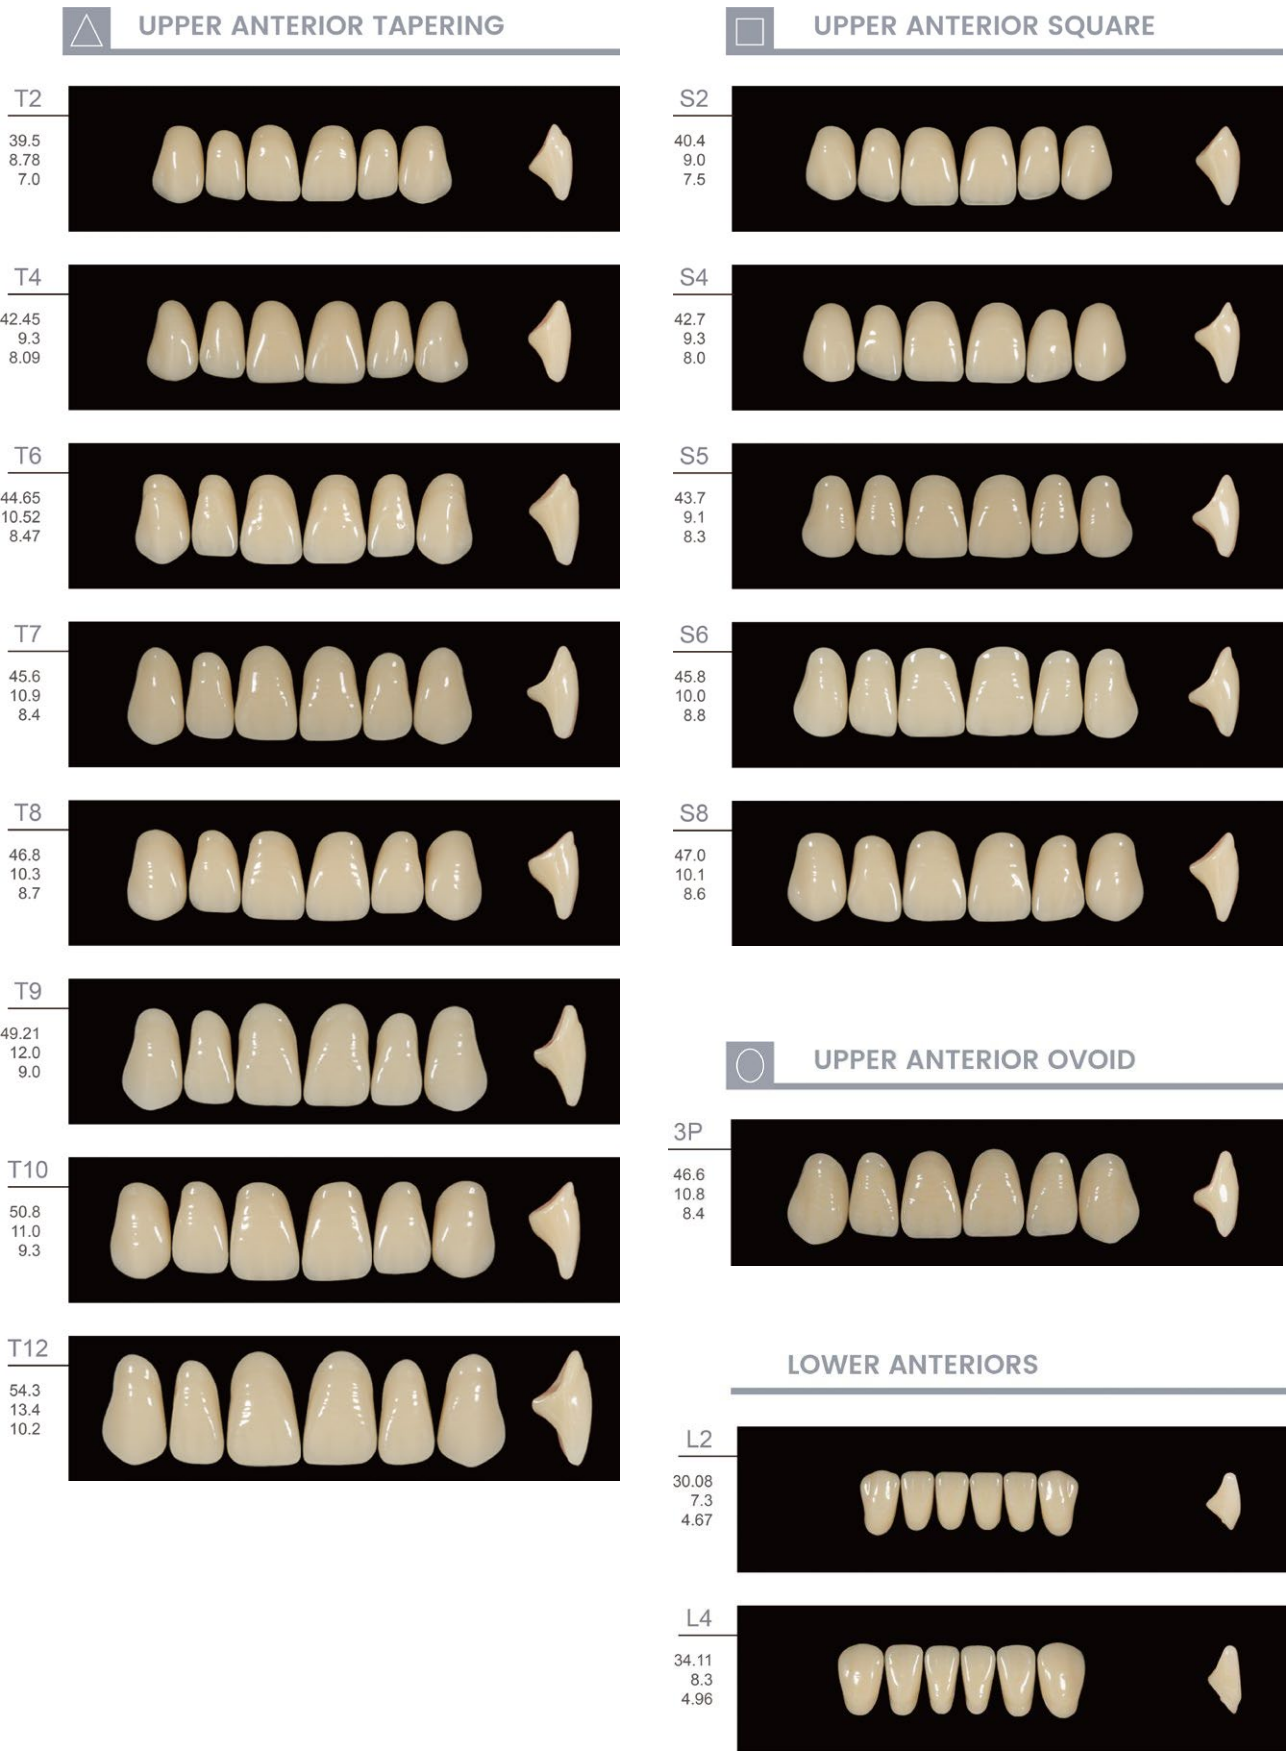 UPPER ANTERIOR TAPERING
T2
39.5
8.78
7.0
T4
42.45
9.3
8.09
T6
44.65
10.52
8.47
T7
45.6
10.9
8.4
T8
46.8
10.3
8.7
T9
49.21
12.0
9.0
T10
50.8
11.0
9.3
T12
54.3
13.4
10.2
UPPER ANTERIOR SQUARE
S2
40.4
9.0
7.5
S4
42.7
9.3
8.0
S5
43.7
9.1
8.3
S6
45.8
10.0
8.8
S8
47.0
10.1
8.6
UPPER ANTERIOR OVOID
3P
46.6
10.8
8.4
LOWER ANTERIORS
L2
30.08
7.3
4.67
L4
34.11
8.3
4.96